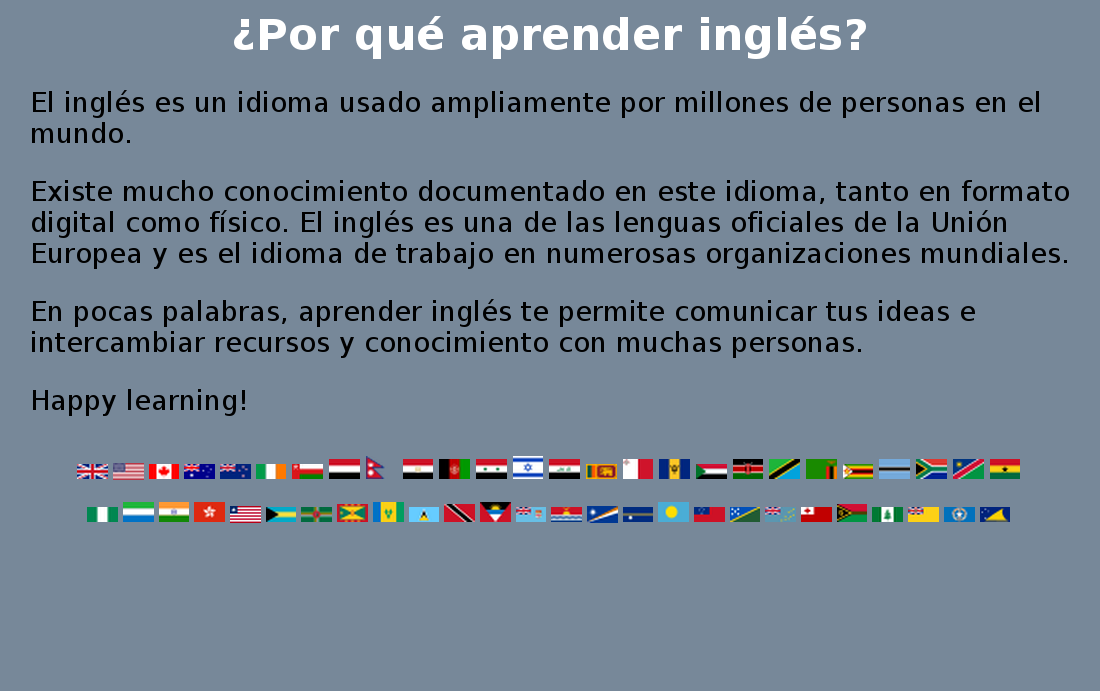 ¿Por qué aprender inglés?
El inglés es un idioma usado ampliamente por millones de personas en el
mundo.
Existe mucho conocimiento documentado en este idioma, tanto en formato
digital como físico. El inglés es una de las lenguas oficiales de la Unión
Europea y es el idioma de trabajo en numerosas organizaciones mundiales.
En pocas palabras, aprender inglés te permite comunicar tus ideas e
intercambiar recursos y conocimiento con muchas personas.
Happy learning!